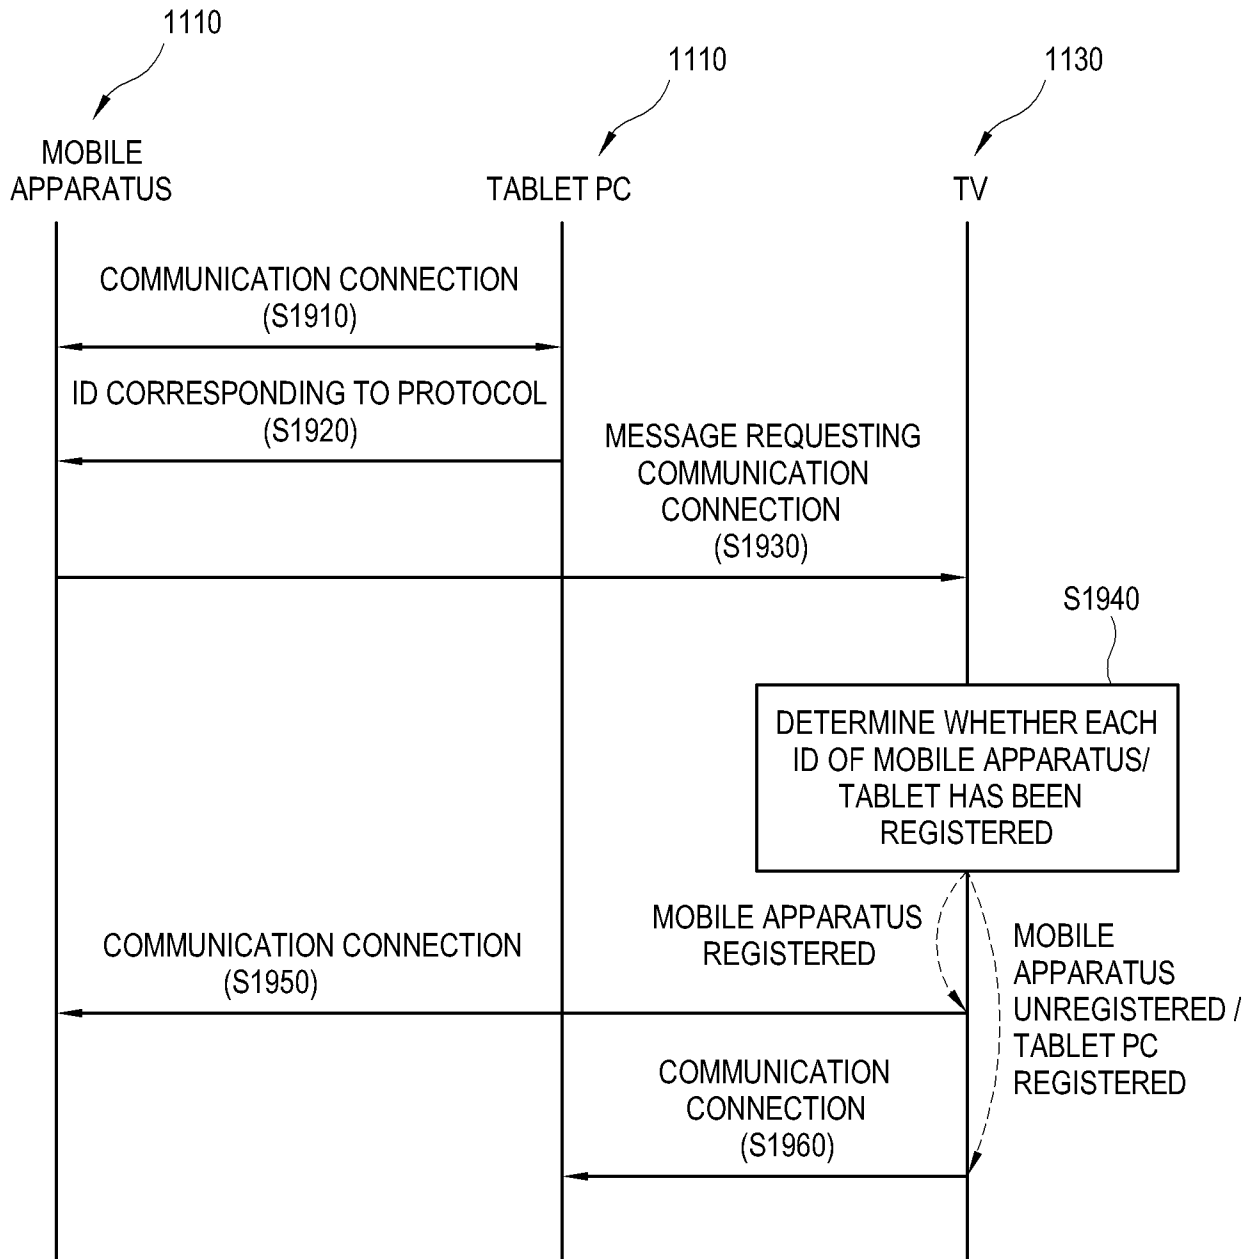 1110
1110
1130
MOBILE
APPARATUS
TABLET PC
TV
COMMUNICATION CONNECTION
(S1910)
ID CORRESPONDING TO PROTOCOL
(S1920)
MESSAGE REQUESTING
COMMUNICATION
CONNECTION
(S1930)
S1940
DETERMINE WHETHER EACH
ID OF MOBILE APPARATUS/
TABLET HAS BEEN
REGISTERED
MOBILE APPARATUS
REGISTERED
COMMUNICATION CONNECTION
(S1950)
MOBILE
APPARATUS
UNREGISTERED /
TABLET PC
REGISTERED
COMMUNICATION
CONNECTION
(S1960)